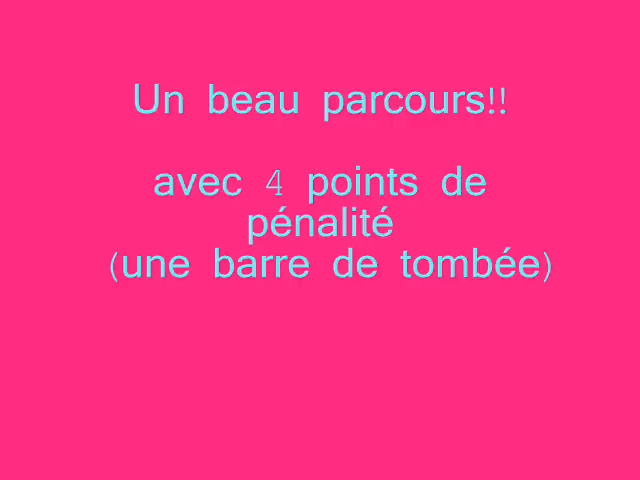 Un beau parcours!!
avec 4 points de
pénalité
(une barre de tombée)